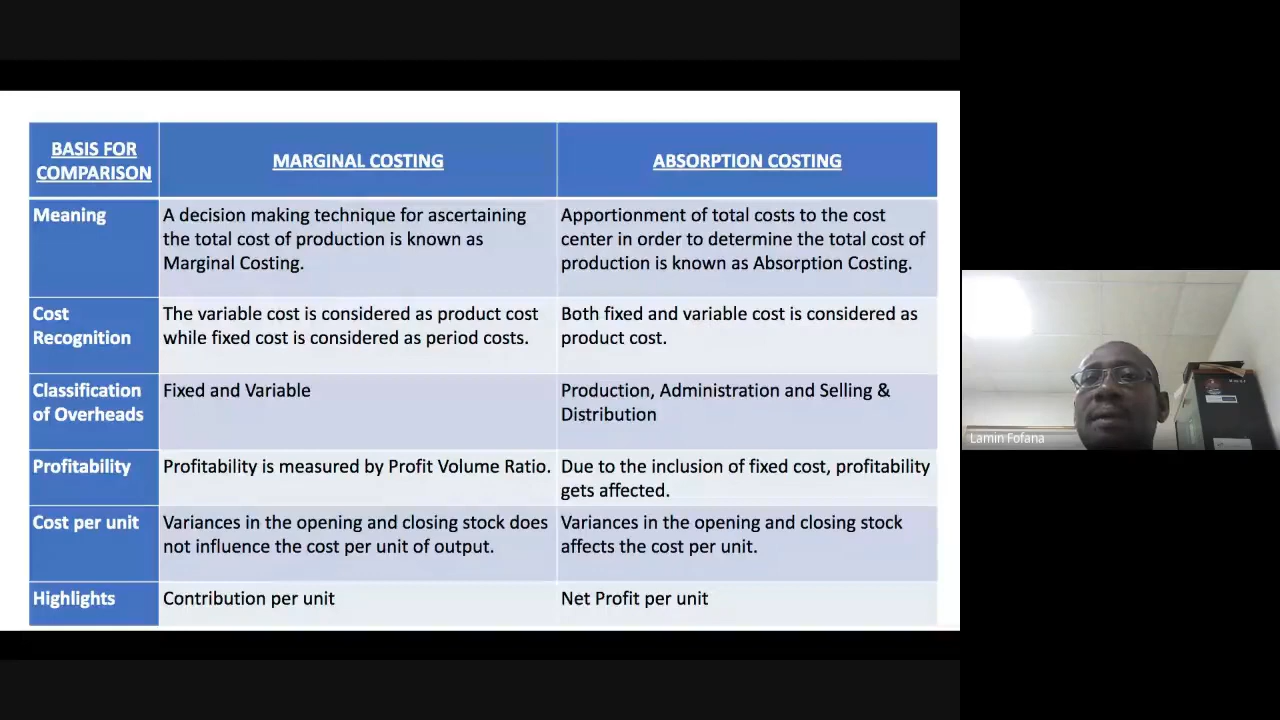 BASIS FOR
COMPARISON
MARGINAL COSTING
ABSORPTION COSTING
Meaning
A decision making technique for ascertaining
the total cost of production is known as
Marginal Costing.
Apportionment of total costs to the cost
center in order to determine the total cost of
production is known as Absorption Costing.
Cost
Recognition
The variable cost is considered as product cost
while fixed cost is considered as period costs.
Both fixed and variable cost is considered as
product cost.
Classification
of Overheads
Fixed and Variable
Production, Administration and Selling &
Distribution
Profitability
Profitability is measured by Profit Volume Ratio.
Due to the inclusion of fixed cost, profitability
gets affected.
Cost per unit
Variances in the opening and closing stock does
not influence the cost per unit of output.
Variances in the opening and closing stock
affects the cost per unit.
Highlights
Contribution per unit
Net Profit per unit
Lamin Fofana